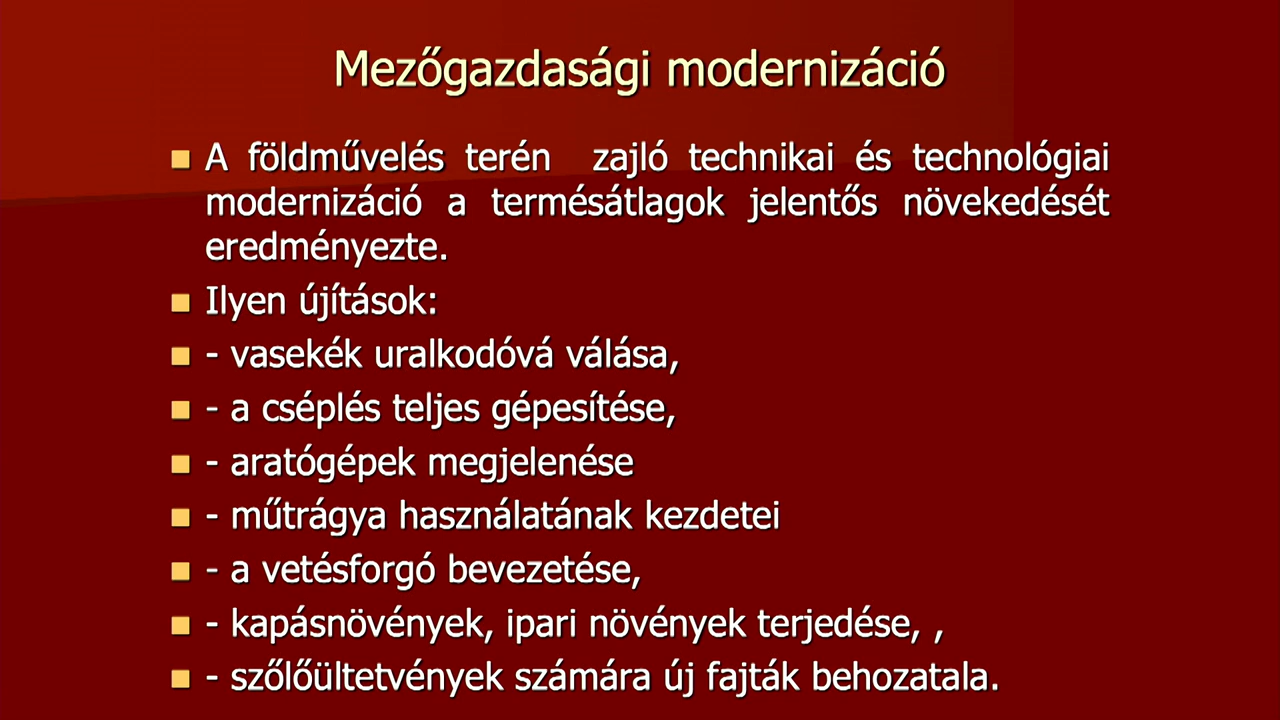 Mezőgazdasági modernizáció
A földművelés terén zajló technikai és technológiai
modernizáció a termésátlagok jelentős növekedését
eredményezte.
Ilyen újítások:
- vasekék uralkodóvá válása,
- a cséplés teljes gépesítése,
- aratógépek megjelenése
- műtrágya használatának kezdetei
- a vetésforgó bevezetése,
- kapásnövények, ipari növények terjedése, ,
- szőlőültetvények számára új fajták behozatala.